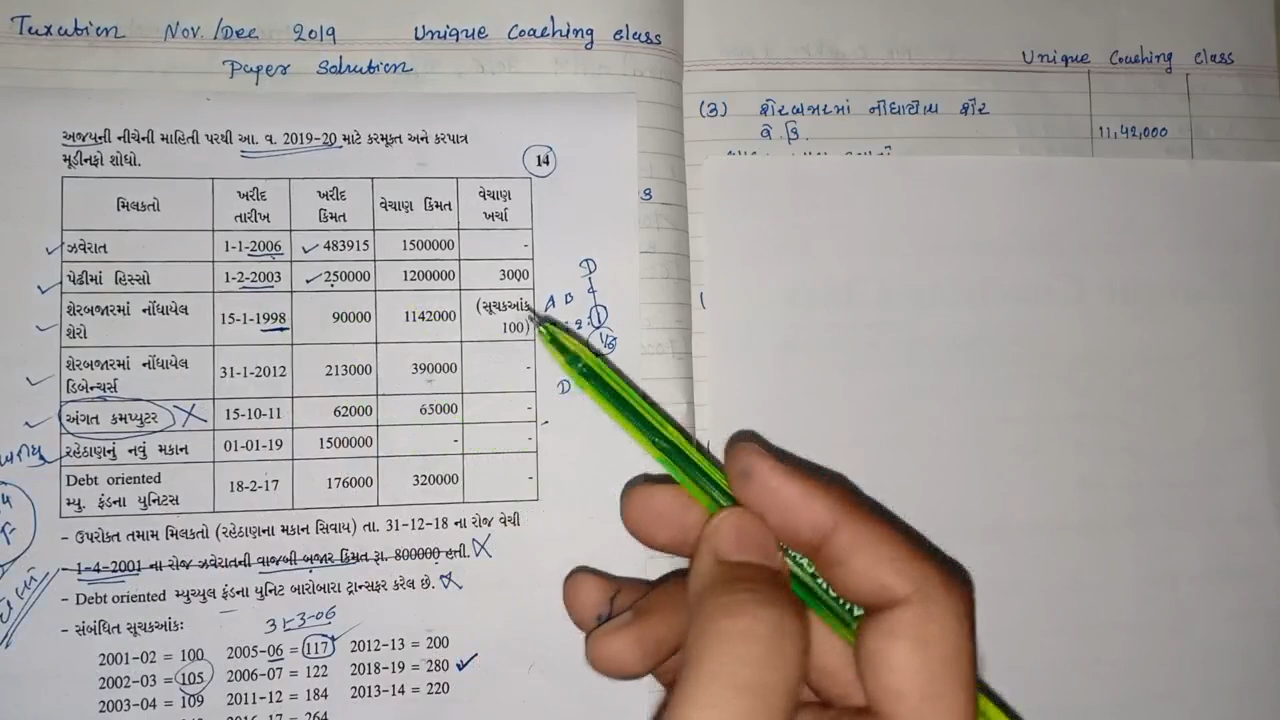 Taxation Nov./Dec 2019 Unique Coaching class
Paper Solution
અજયની નીચેની માહિતી પરથી આ. વ. 2019-20 માટે કરમુક્ત અને કરપાત્ર
મૂડીનફો શોધો.
14
મિલકતો ખરીદ તારીખ ખરીદ કિંમત વેચાણ કિંમત વેચાણ ખર્ચા
ઝવેરાત 1-1-2006 483915 1500000 -
પેઢીમાં હિસ્સો 1-2-2003 250000 1200000 3000
શેરબજારમાં નોંધાયેલ શેરો 15-1-1998 90000 1142000 (સૂચકઆંક 100)
શેરબજારમાં નોંધાયેલ ડિબેન્ચર્સ 31-1-2012 213000 390000 -
અંગત કમ્પ્યુટર 15-10-11 62000 65000 -
રહેઠાણનું નવું મકાન 01-01-19 1500000 - -
Debt oriented મ્યુ. ફંડના યુનિટસ 18-2-17 176000 320000 -
- ઉપરોક્ત તમામ મિલકતો (રહેઠાણના મકાન સિવાય) તા. 31-12-18 ના રોજ વેચી
- 1-4-2001 ના રોજ ઝવેરાતની વાજબી બજાર કિંમત રૂા. 800000 હતી.
- Debt oriented મ્યુચ્યુલ ફંડના યુનિટ બારોબારા ટ્રાન્સફર કરેલ છે.
31-3-06
- સંબંધિત સૂચકઆંકઃ
2001-02 = 100 2005-06 = 117 2012-13 = 200
2002-03 = 105 2006-07 = 122 2018-19 = 280
2003-04 = 109 2011-12 = 184 2013-14 = 220
2016-17 = 264
D
A B
D
Unique Coaching Class
(3) શેરબજારમાં નોંધાયેલ શેર
વે.કિં. 11,42,000